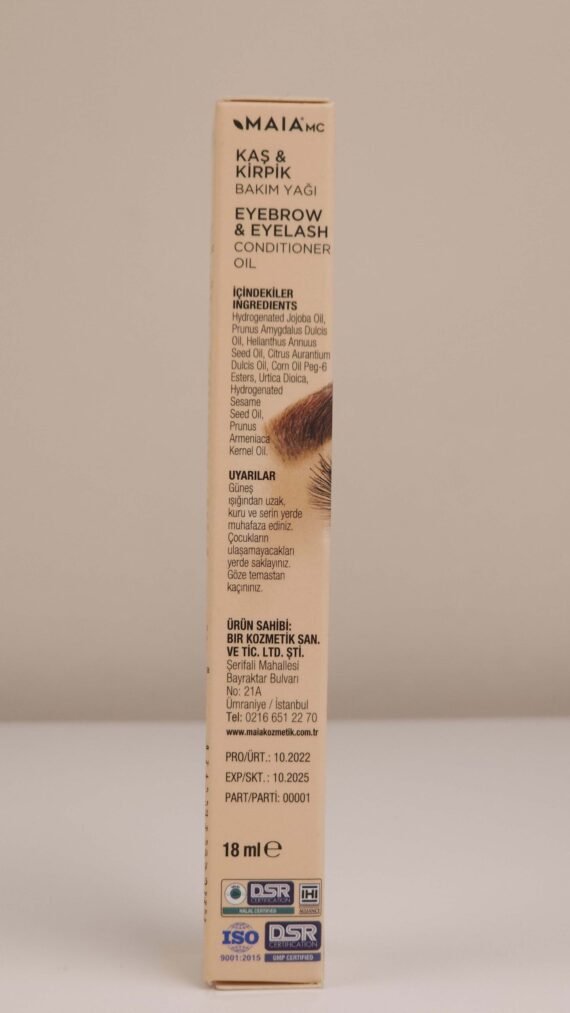 MAIA MC
KAŞ &
KİRPİK
BAKIM YAĞI
EYEBROW
& EYELASH
CONDITIONER
OIL
İÇİNDEKİLER
INGREDIENTS
Hydrogenated Jojoba Oil,
Prunus Amygdalus Dulcis
Oil, Helianthus Annuus
Seed Oil, Citrus Aurantium
Dulcis Oil, Corn Oil Peg-6
Esters, Urtica Dioica,
Hydrogenated
Sesame
Seed Oil,
Prunus
Armeniaca
Kernel Oil.
UYARILAR
Güneş
ışığından uzak,
kuru ve serin yerde
muhafaza ediniz.
Çocukların
ulaşamayacakları
yerde saklayınız.
Göze temastan
kaçınınız.
ÜRÜN SAHİBİ:
BIR KOZMETİK SAN.
VE TİC. LTD. ŞTİ.
Şerifali Mahallesi
Bayraktar Bulvarı
No: 21A
Ümraniye / İstanbul
Tel: 0216 651 22 70
www.maiakozmetik.com.tr
PRO/ÜRT.: 10.2022
EXP/SKT.: 10.2025
PART/PARTİ: 00001
18 ml ℮
DSR
CERTIFICATION
HALAL CERTIFIED
IHI
ALLIANCE
ISO
9001:2015
DSR
CERTIFICATION
GMP CERTIFIED